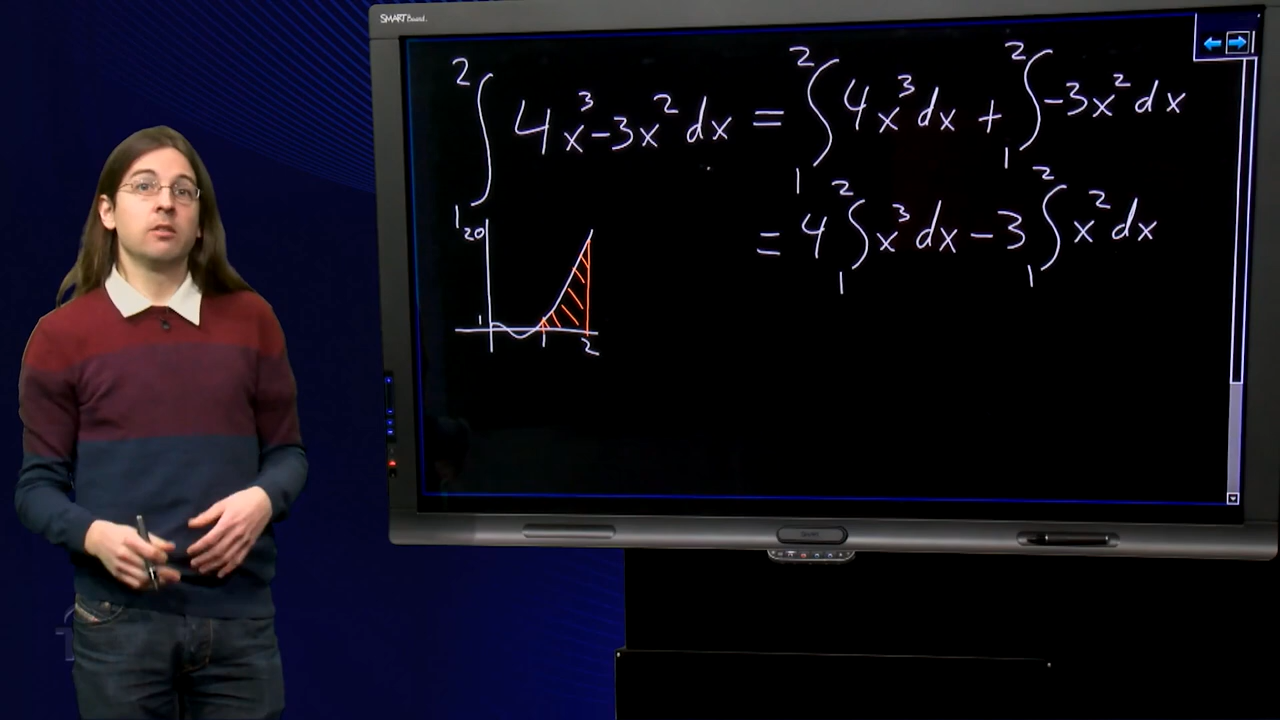 SMART Board
∫₁² 4x³-3x² dx = ∫₁² 4x³ dx + ∫₁² -3x² dx
= 4 ∫₁² x³ dx - 3 ∫₁² x² dx
20
1
1 2